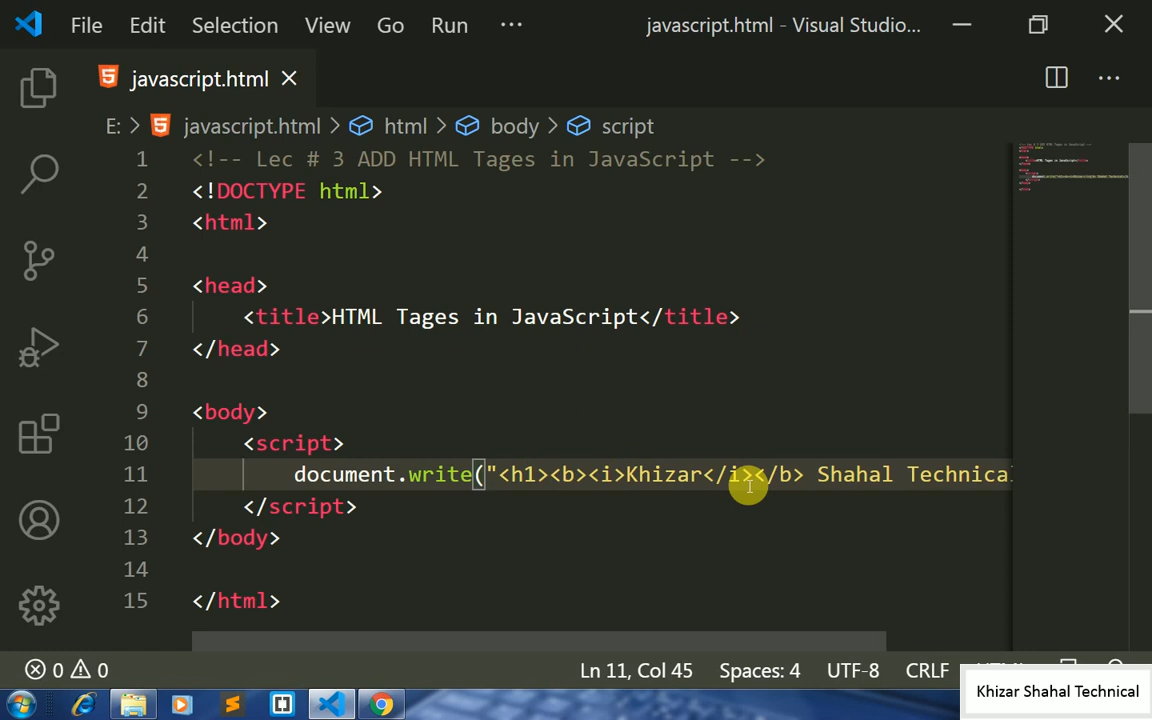 File Edit Selection View Go Run ··· javascript.html - Visual Studio...
javascript.html
E: > javascript.html > html > body > script
1 <!-- Lec # 3 ADD HTML Tages in JavaScript -->
2 <!DOCTYPE html>
3 <html>
4
5 <head>
6 <title>HTML Tages in JavaScript</title>
7 </head>
8
9 <body>
10 <script>
11 document.write("<h1><b><i>Khizar</i></b> Shahal Technical
12 </script>
13 </body>
14
15 </html>
0 0 Ln 11, Col 45 Spaces: 4 UTF-8 CRLF
Khizar Shahal Technical